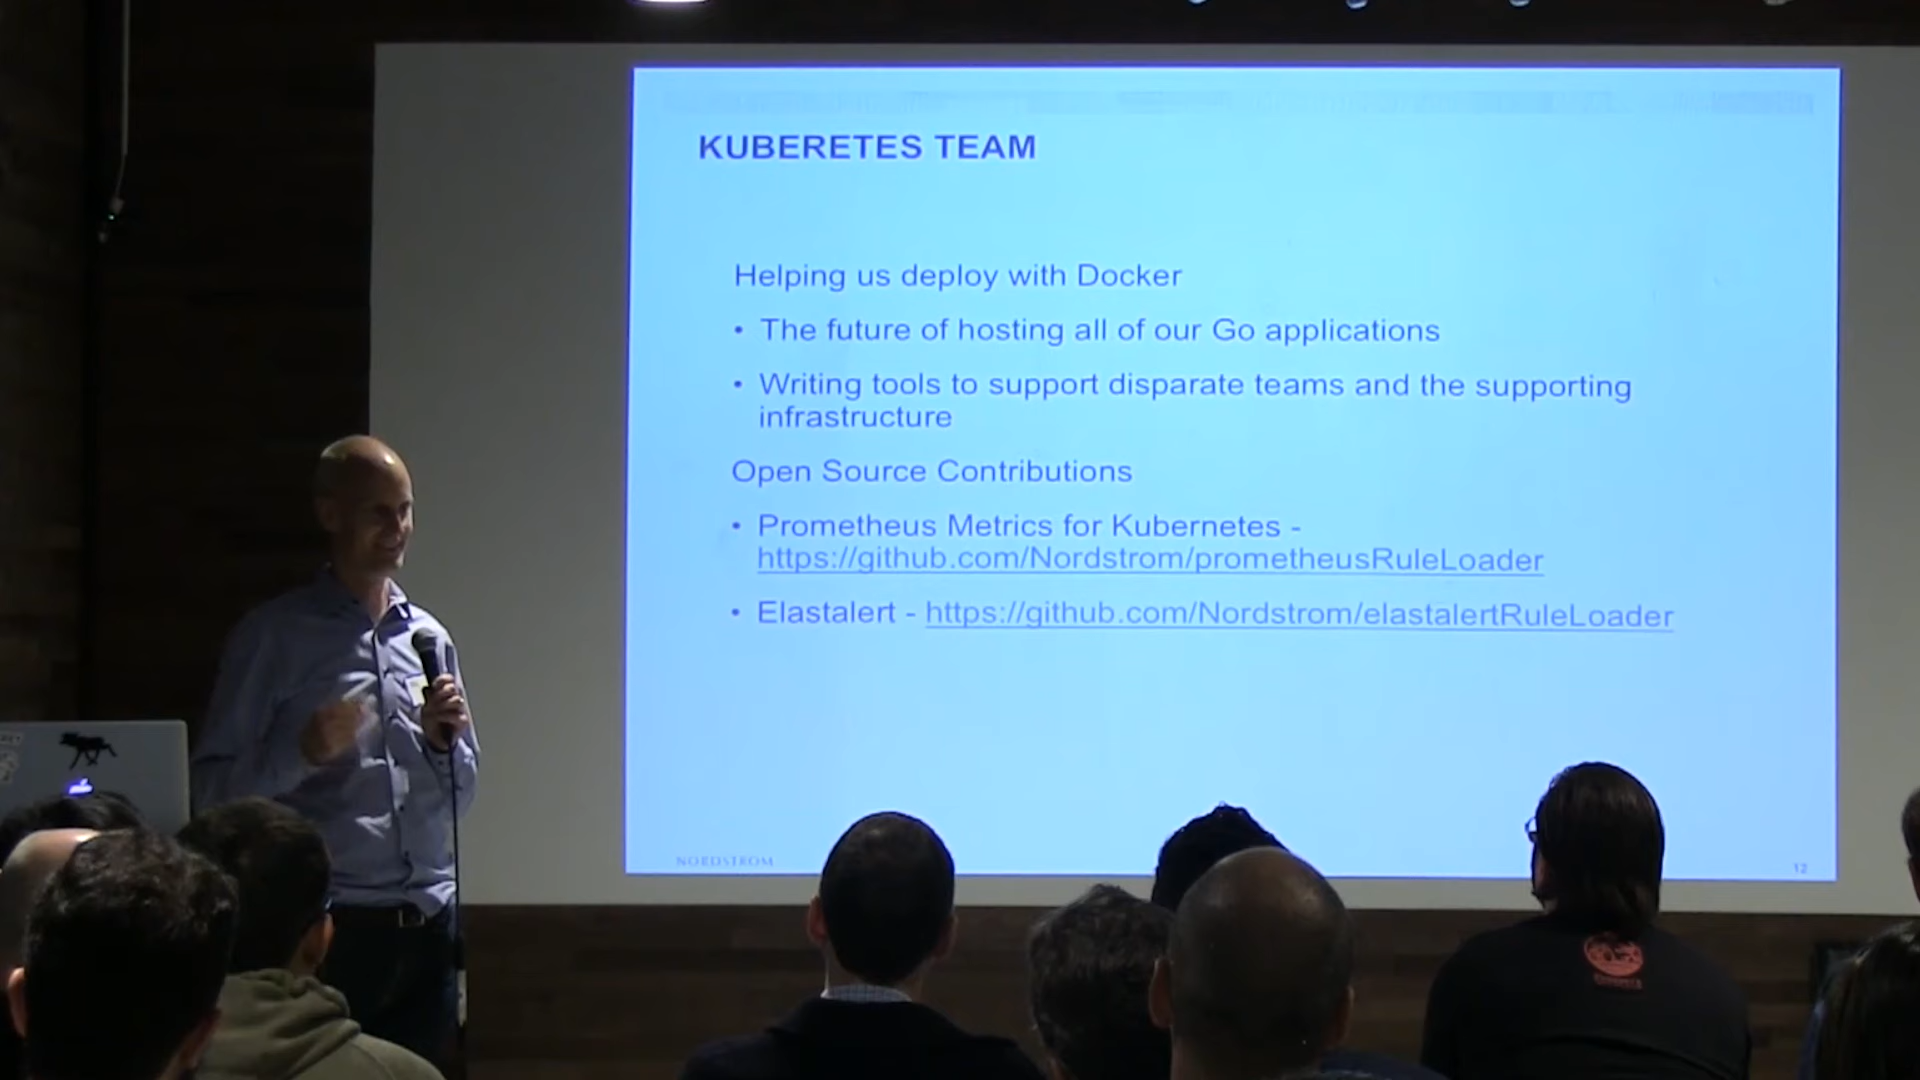 KUBERETES TEAM
Helping us deploy with Docker
• The future of hosting all of our Go applications
• Writing tools to support disparate teams and the supporting
infrastructure
Open Source Contributions
• Prometheus Metrics for Kubernetes -
https://github.com/Nordstrom/prometheusRuleLoader
• Elastalert - https://github.com/Nordstrom/elastalertRuleLoader
NORDSTROM
12